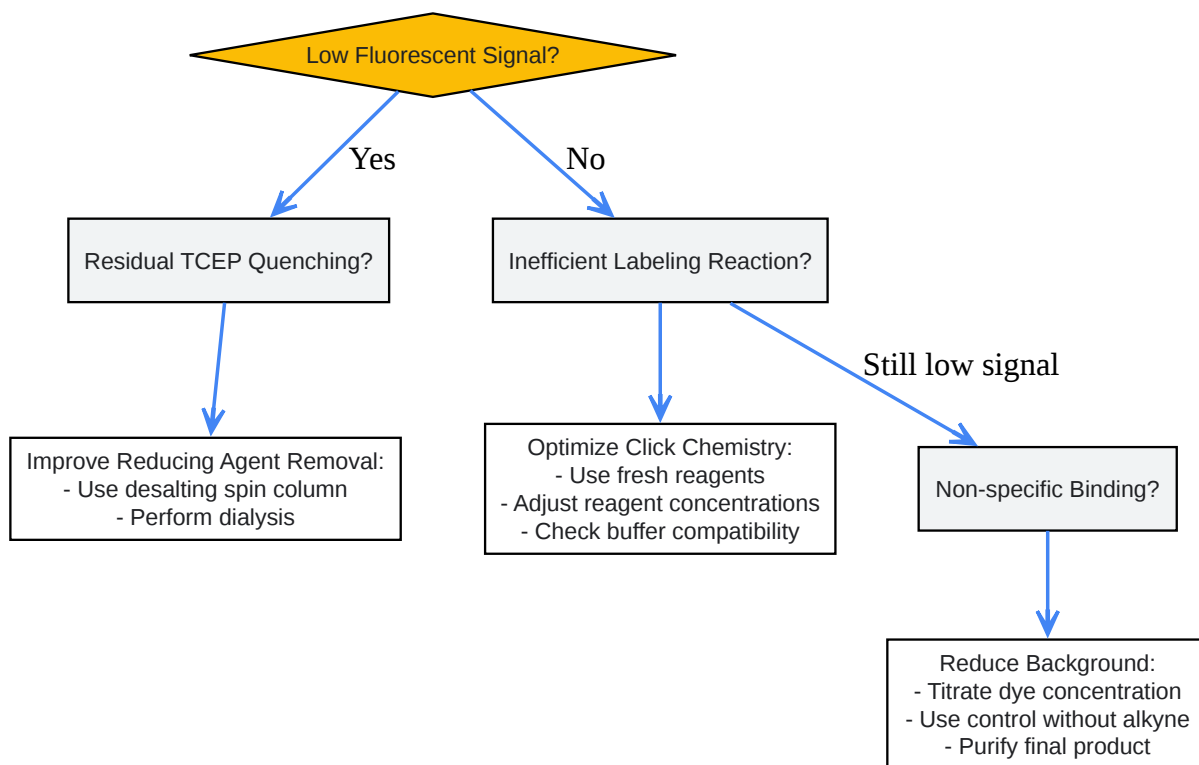 Low Fluorescent Signal?
Yes
No
Residual TCEP Quenching?
Inefficient Labeling Reaction?
Still low signal
Improve Reducing Agent Removal:
- Use desalting spin column
- Perform dialysis
Optimize Click Chemistry:
- Use fresh reagents
- Adjust reagent concentrations
- Check buffer compatibility
Non-specific Binding?
Reduce Background:
- Titrate dye concentration
- Use control without alkyne
- Purify final product